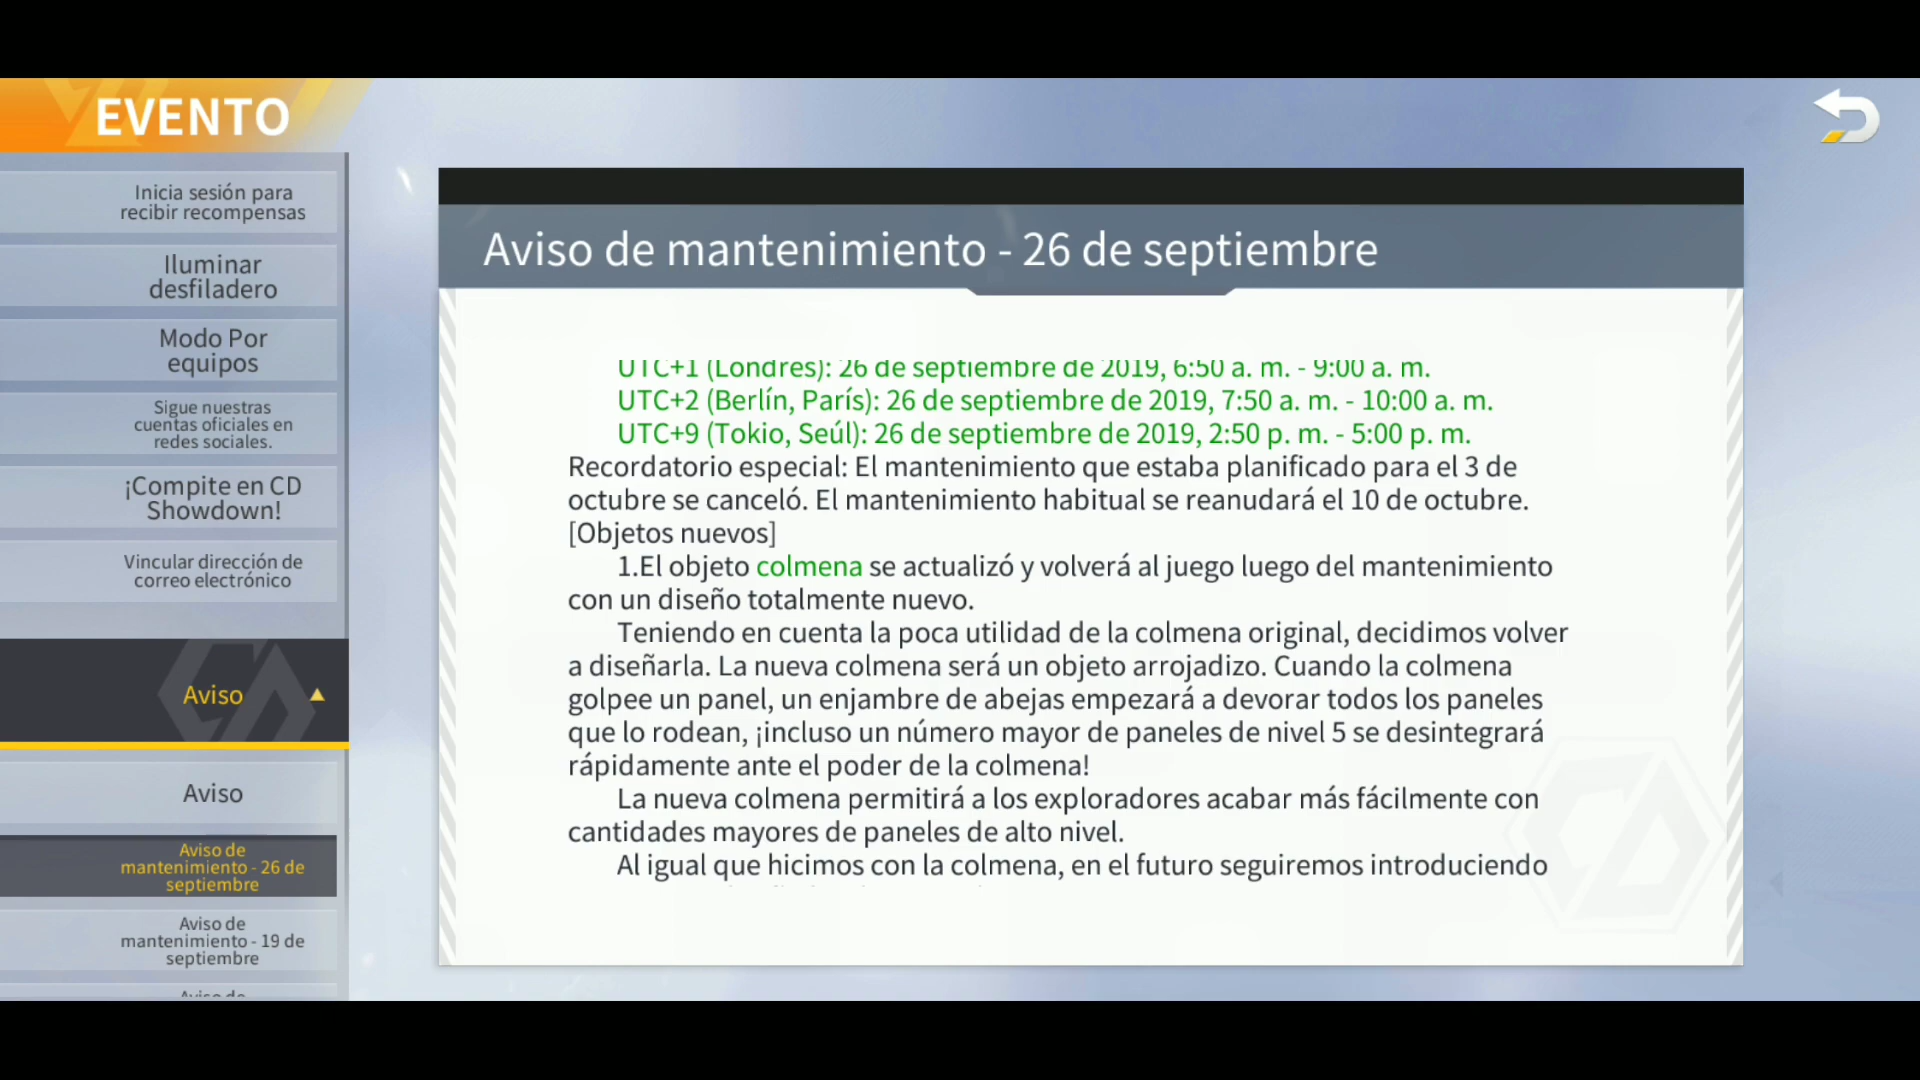 EVENTO
Inicia sesión para
recibir recompensas
Iluminar
desfiladero
Modo Por
equipos
Sigue nuestras
cuentas oficiales en
redes sociales.
¡Compite en CD
Showdown!
Vincular dirección de
correo electrónico
Aviso
Aviso
Aviso de
mantenimiento - 26 de
septiembre
Aviso de
mantenimiento - 19 de
septiembre
Aviso de
Aviso de mantenimiento - 26 de septiembre
UTC+1 (Londres): 26 de septiembre de 2019, 6:50 a. m. - 9:00 a. m.
UTC+2 (Berlín, París): 26 de septiembre de 2019, 7:50 a. m. - 10:00 a. m.
UTC+9 (Tokio, Seúl): 26 de septiembre de 2019, 2:50 p. m. - 5:00 p. m.
Recordatorio especial: El mantenimiento que estaba planificado para el 3 de
octubre se canceló. El mantenimiento habitual se reanudará el 10 de octubre.
[Objetos nuevos]
1.El objeto colmena se actualizó y volverá al juego luego del mantenimiento
con un diseño totalmente nuevo.
Teniendo en cuenta la poca utilidad de la colmena original, decidimos volver
a diseñarla. La nueva colmena será un objeto arrojadizo. Cuando la colmena
golpee un panel, un enjambre de abejas empezará a devorar todos los paneles
que lo rodean, ¡incluso un número mayor de paneles de nivel 5 se desintegrará
rápidamente ante el poder de la colmena!
La nueva colmena permitirá a los exploradores acabar más fácilmente con
cantidades mayores de paneles de alto nivel.
Al igual que hicimos con la colmena, en el futuro seguiremos introduciendo